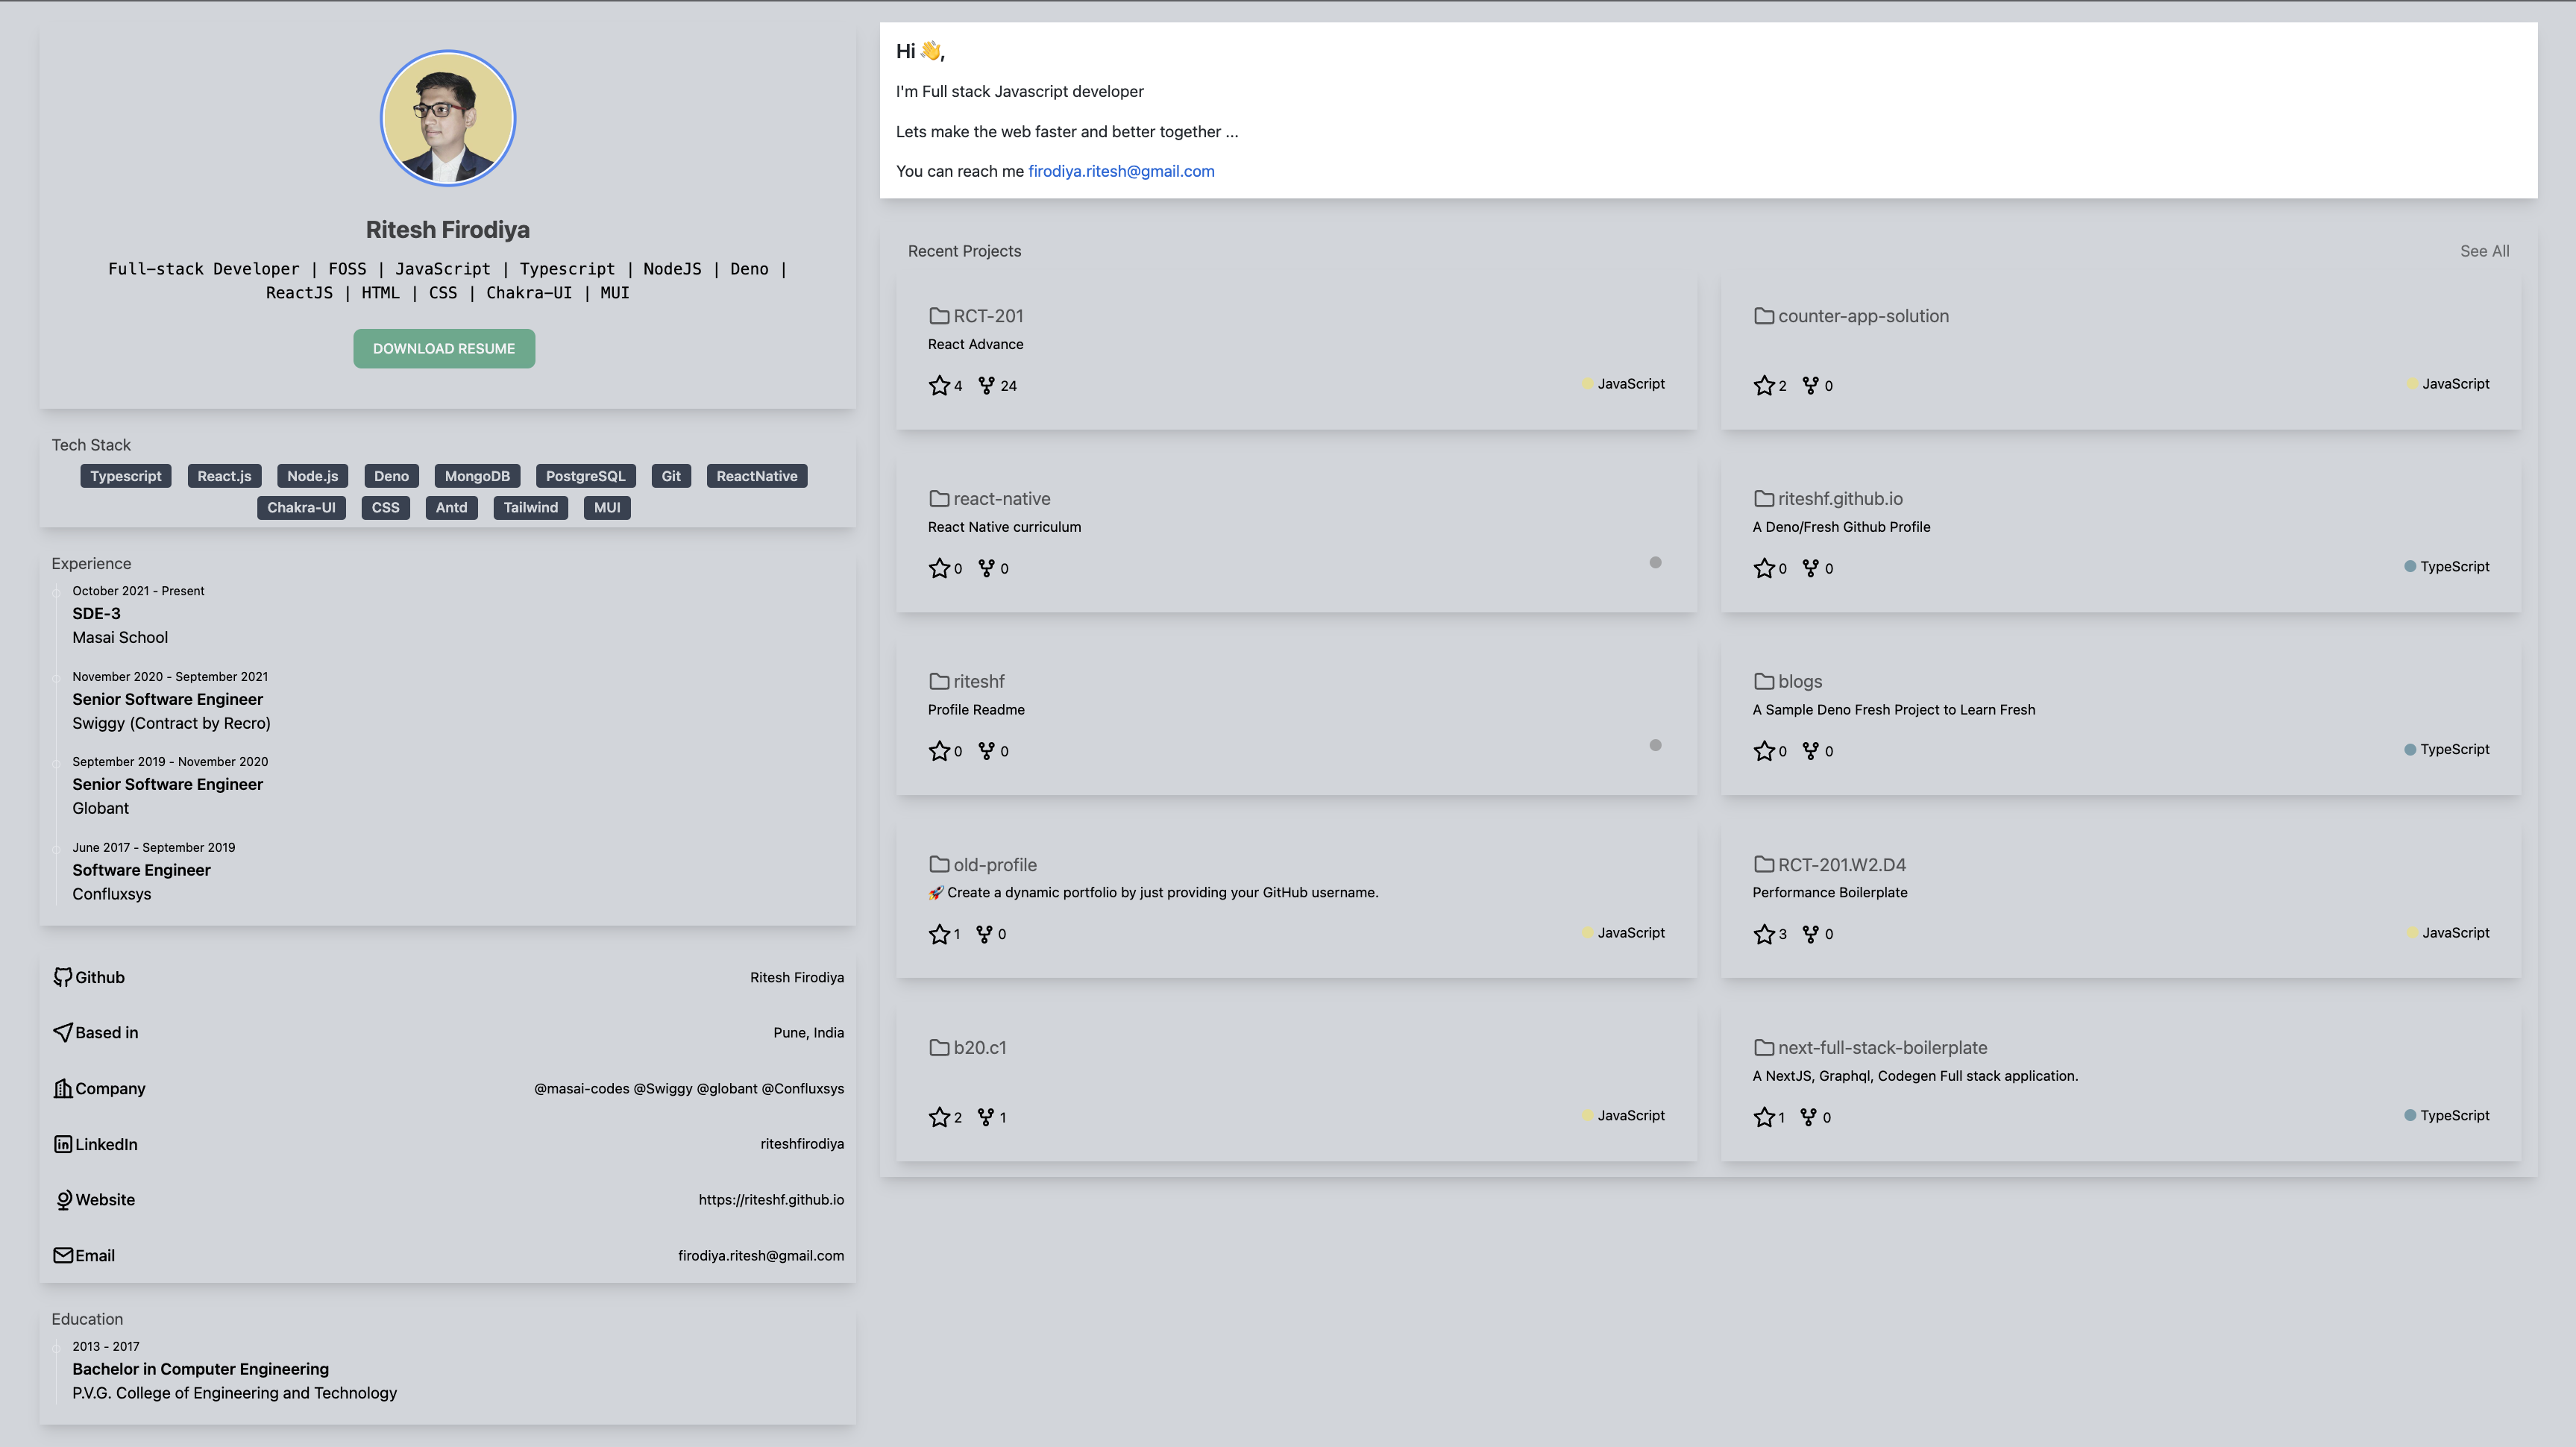 Ritesh Firodiya
Full-stack Developer | FOSS | JavaScript | Typescript | NodeJS | Deno |
ReactJS | HTML | CSS | Chakra-UI | MUI
DOWNLOAD RESUME
Tech Stack
Typescript React.js Node.js Deno MongoDB PostgreSQL Git ReactNative
Chakra-UI CSS Antd Tailwind MUI
Experience
October 2021 - Present
SDE-3
Masai School
November 2020 - September 2021
Senior Software Engineer
Swiggy (Contract by Recro)
September 2019 - November 2020
Senior Software Engineer
Globant
June 2017 - September 2019
Software Engineer
Confluxsys
Github Ritesh Firodiya
Based in Pune, India
Company @masai-codes @Swiggy @globant @Confluxsys
LinkedIn riteshfirodiya
Website https://riteshf.github.io
Email firodiya.ritesh@gmail.com
Education
2013 - 2017
Bachelor in Computer Engineering
P.V.G. College of Engineering and Technology
Hi 👋,
I'm Full stack Javascript developer
Lets make the web faster and better together ...
You can reach me firodiya.ritesh@gmail.com
Recent Projects See All
RCT-201
React Advance
4 24 JavaScript
counter-app-solution
2 0 JavaScript
react-native
React Native curriculum
0 0
riteshf.github.io
A Deno/Fresh Github Profile
0 0 TypeScript
riteshf
Profile Readme
0 0
blogs
A Sample Deno Fresh Project to Learn Fresh
0 0 TypeScript
old-profile
🚀 Create a dynamic portfolio by just providing your GitHub username.
1 0 JavaScript
RCT-201.W2.D4
Performance Boilerplate
3 0 JavaScript
b20.c1
2 1 JavaScript
next-full-stack-boilerplate
A NextJS, Graphql, Codegen Full stack application.
1 0 TypeScript